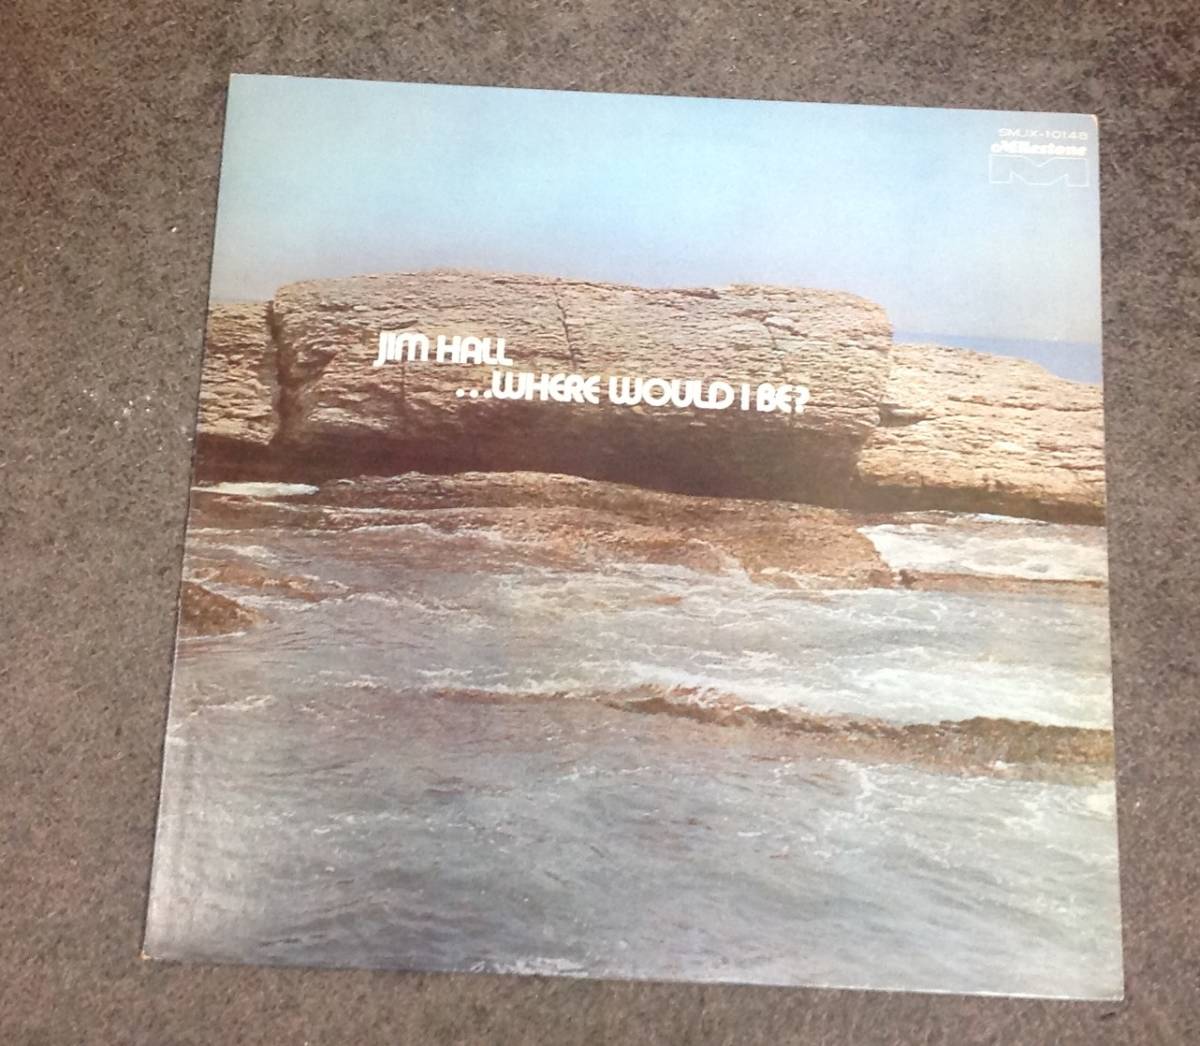 SMJX-10148
Milestone
JIM HALL
...WHERE WOULD I BE?